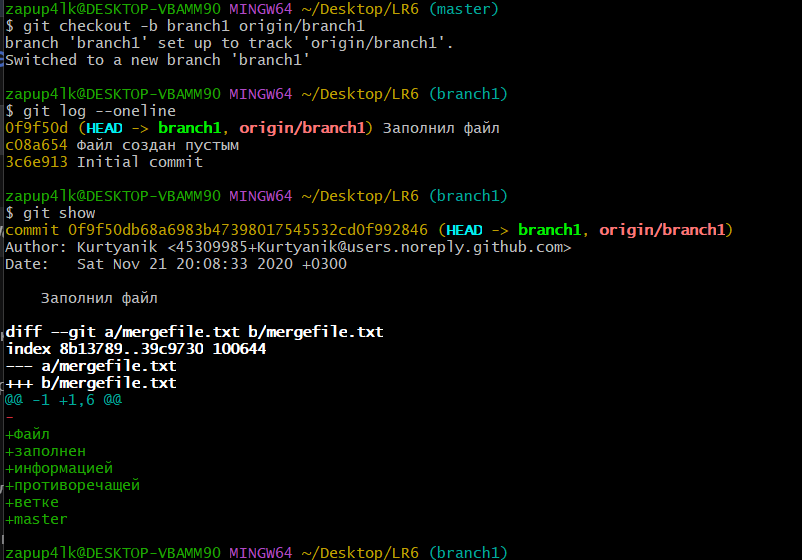 zapup4lk@DESKTOP-VBAMM90 MINGW64 ~/Desktop/LR6 (master)
$ git checkout -b branch1 origin/branch1
branch 'branch1' set up to track 'origin/branch1'.
Switched to a new branch 'branch1'
zapup4lk@DESKTOP-VBAMM90 MINGW64 ~/Desktop/LR6 (branch1)
$ git log --oneline
0f9f50d (HEAD -> branch1, origin/branch1) Заполнил файл
c08a654 Файл создан пустым
3c6e913 Initial commit
zapup4lk@DESKTOP-VBAMM90 MINGW64 ~/Desktop/LR6 (branch1)
$ git show
commit 0f9f50db68a6983b47398017545532cd0f992846 (HEAD -> branch1, origin/branch1)
Author: Kurtyanik <45309985+Kurtyanik@users.noreply.github.com>
Date:   Sat Nov 21 20:08:33 2020 +0300
    Заполнил файл
diff --git a/mergefile.txt b/mergefile.txt
index 8b13789..39c9730 100644
--- a/mergefile.txt
+++ b/mergefile.txt
@@ -1 +1,6 @@
-
+Файл
+заполнен
+информацией
+противоречащей
+ветке
+master
zapup4lk@DESKTOP-VBAMM90 MINGW64 ~/Desktop/LR6 (branch1)